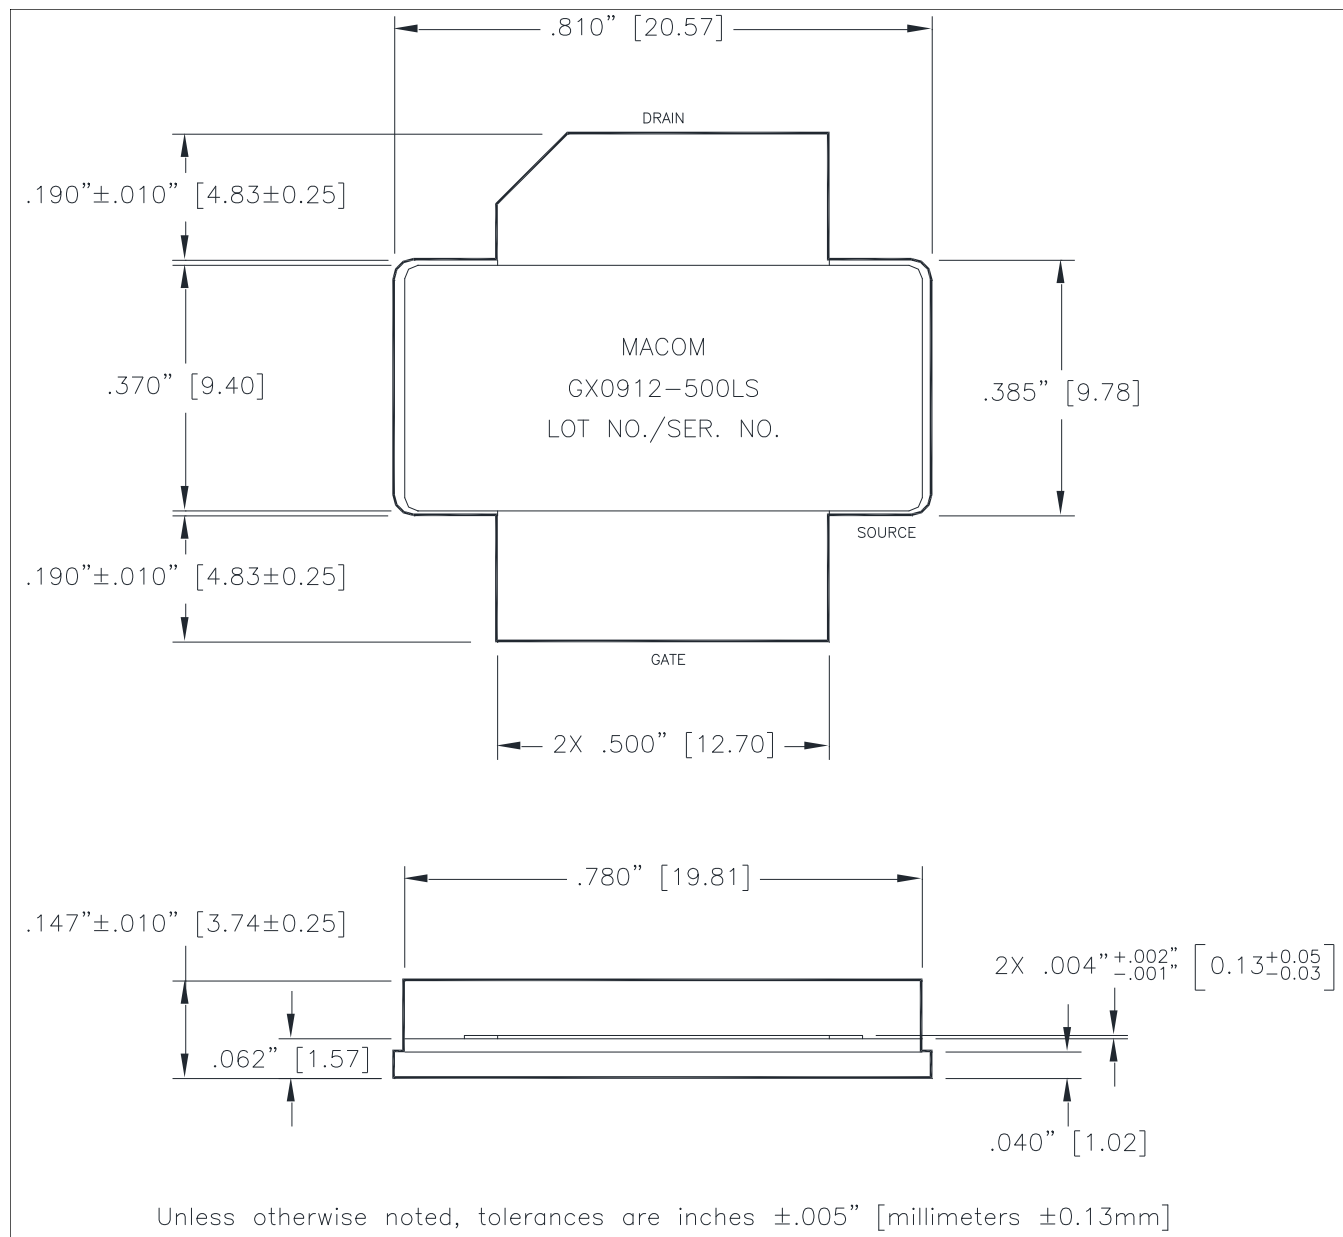 .810” [20.57]
DRAIN
.190”±.010” [4.83±0.25]
MACOM
GX0912–500LS
LOT NO./SER. NO.
.370” [9.40]
.385” [9.78]
SOURCE
.190”±.010” [4.83±0.25]
GATE
2X .500” [12.70]
.780” [19.81]
.147”±.010” [3.74±0.25]
2X .004” +.002” –.001” [0.13 +0.05 –0.03]
.062” [1.57]
.040” [1.02]
Unless otherwise noted, tolerances are inches ±.005” [millimeters ±0.13mm]